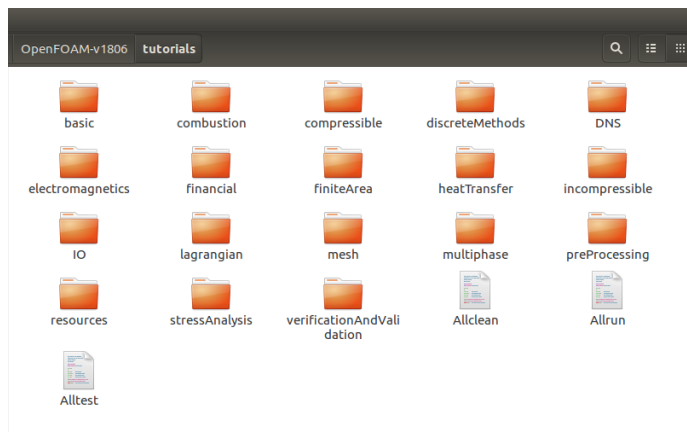 OpenFOAM-v1806 tutorials
basic combustion compressible discreteMethods DNS
electromagnetics financial finiteArea heatTransfer incompressible
IO lagrangian mesh multiphase preProcessing
resources stressAnalysis verificationAndVali Allclean Allrun
dation
Alltest